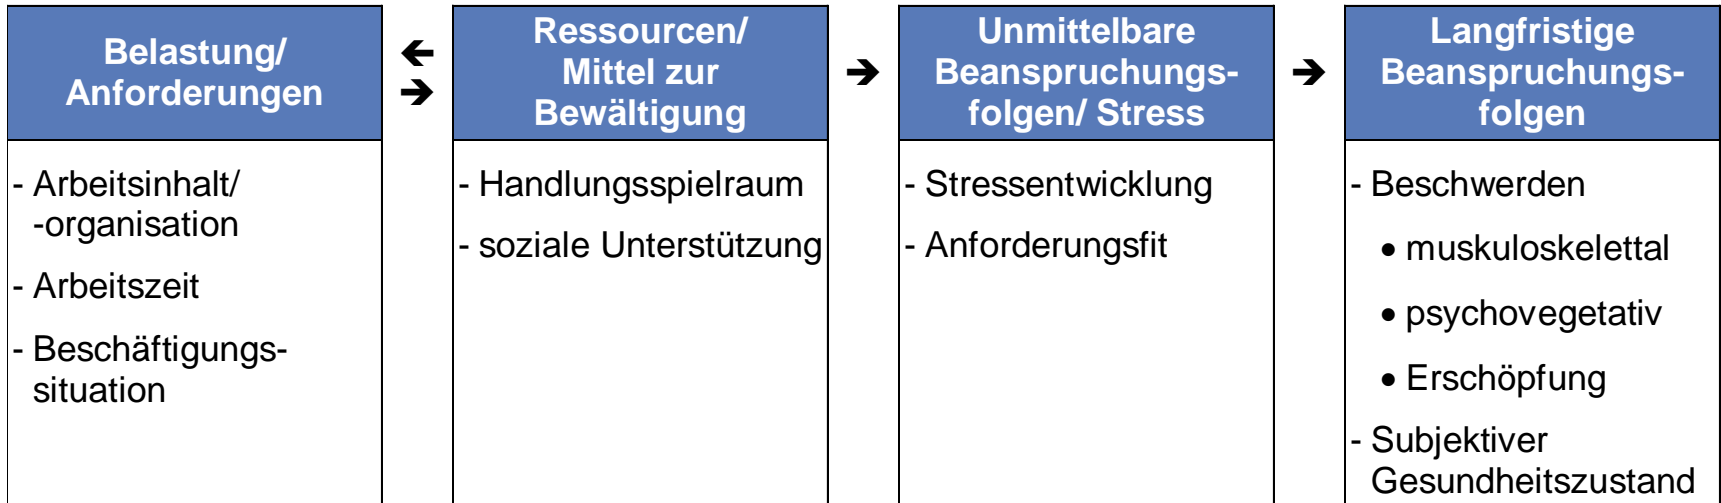 Belastung/
Anforderungen
- Arbeitsinhalt/
-organisation
- Arbeitszeit
- Beschäftigungs-
situation
🡸
🡺
Ressourcen/
Mittel zur
Bewältigung
- Handlungsspielraum
- soziale Unterstützung
🡺
Unmittelbare
Beanspruchungs-
folgen/ Stress
- Stressentwicklung
- Anforderungsfit
🡺
Langfristige
Beanspruchungs-
folgen
- Beschwerden
• muskuloskelettal
• psychovegetativ
• Erschöpfung
- Subjektiver
Gesundheitszustand